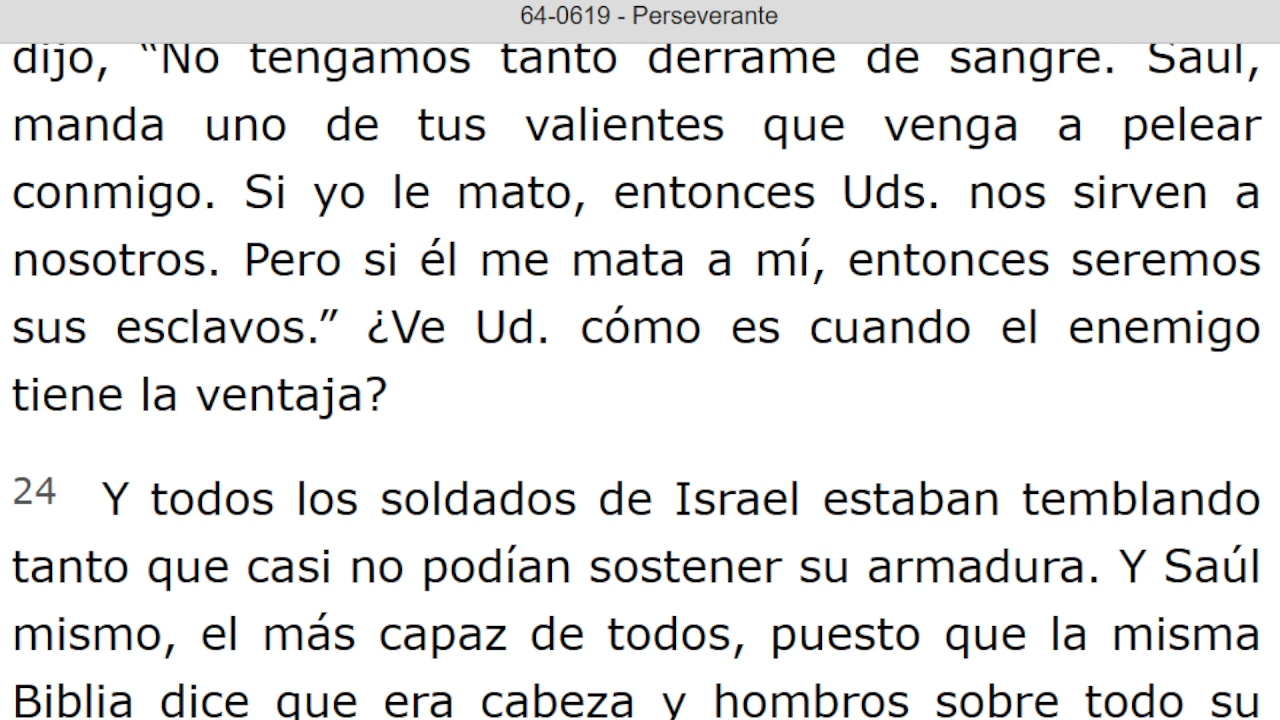 64-0619 - Perseverante
dijo, “No tengamos tanto derrame de sangre. Saúl,
manda uno de tus valientes que venga a pelear
conmigo. Si yo le mato, entonces Uds. nos sirven a
nosotros. Pero si él me mata a mí, entonces seremos
sus esclavos.” ¿Ve Ud. cómo es cuando el enemigo
tiene la ventaja?
24 Y todos los soldados de Israel estaban temblando
tanto que casi no podían sostener su armadura. Y Saúl
mismo, el más capaz de todos, puesto que la misma
Biblia dice que era cabeza y hombros sobre todo su